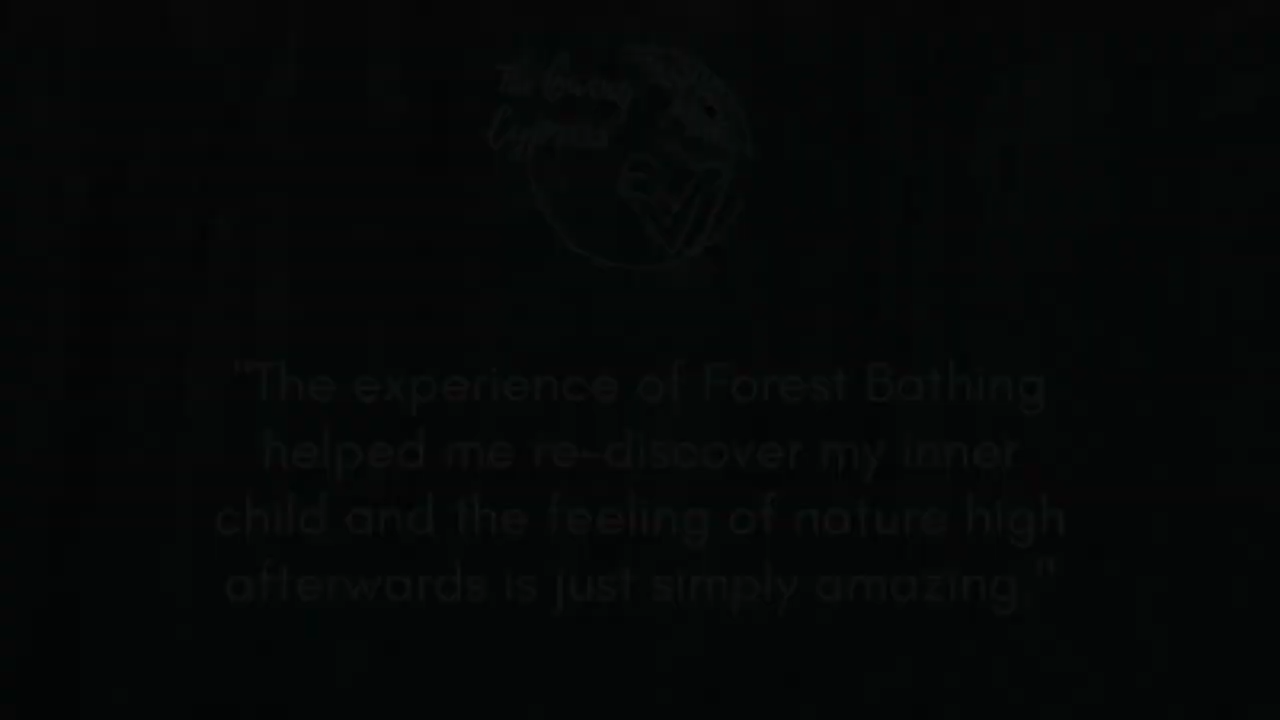 "The experience of Forest Bathing
helped me re-discover my inner
child and the feeling of nature high
afterwards is just simply amazing."